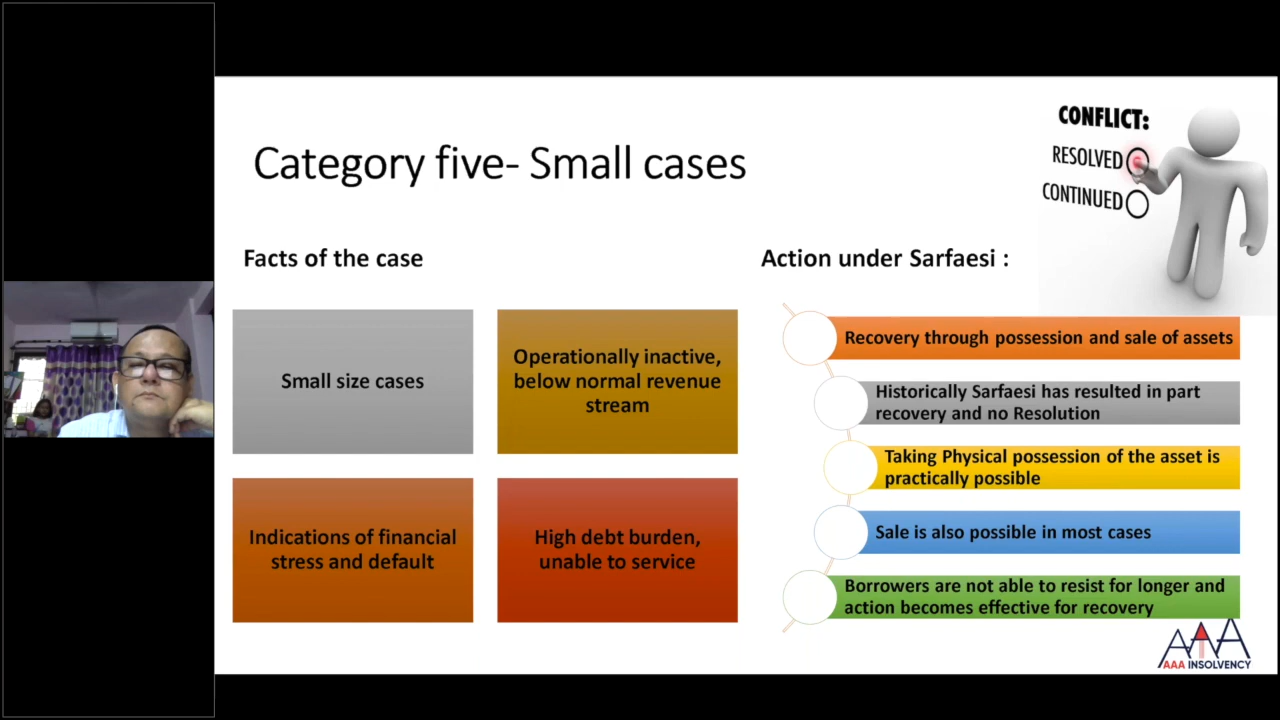 CONFLICT:
RESOLVED
CONTINUED
Category five- Small cases
Facts of the case
Small size cases
Operationally inactive,
below normal revenue
stream
Indications of financial
stress and default
High debt burden,
unable to service
Action under Sarfaesi :
Recovery through possession and sale of assets
Historically Sarfaesi has resulted in part
recovery and no Resolution
Taking Physical possession of the asset is
practically possible
Sale is also possible in most cases
Borrowers are not able to resist for longer and
action becomes effective for recovery
AAA
AAA INSOLVENCY